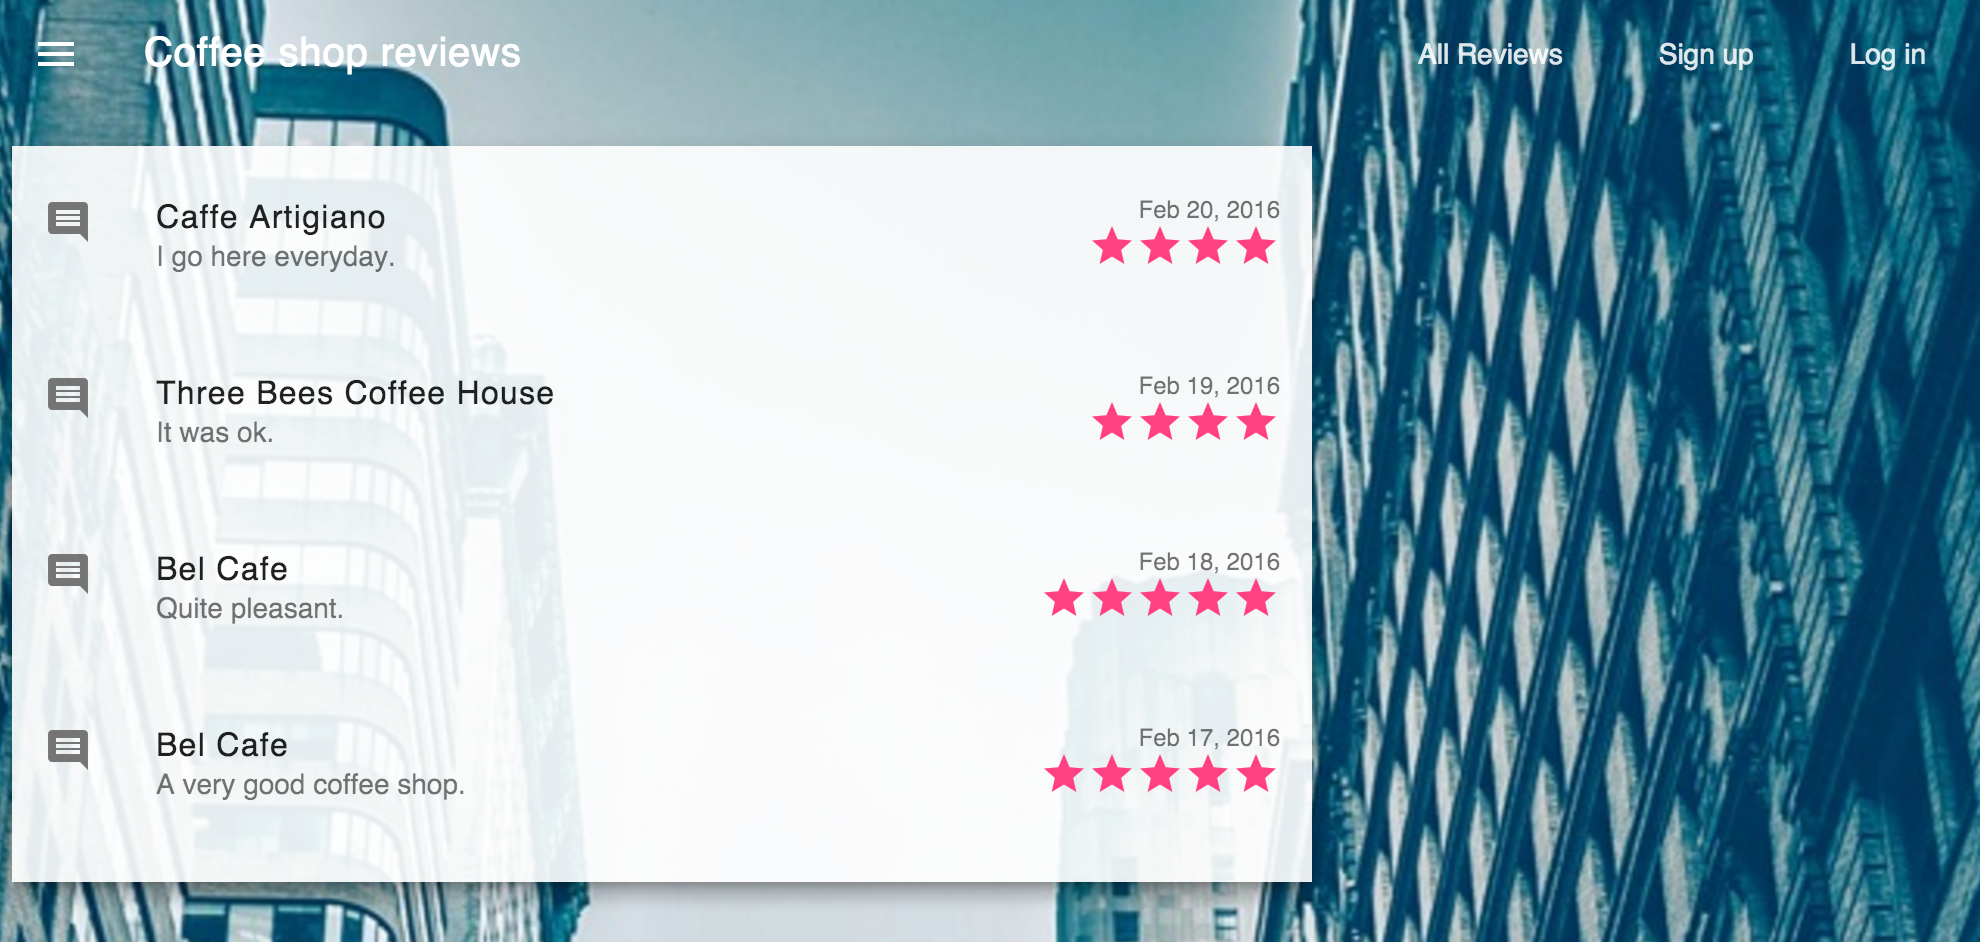 Coffee shop reviews
All Reviews
Sign up
Log in
Caffe Artigiano
Feb 20, 2016
I go here everyday.
Three Bees Coffee House
Feb 19, 2016
It was ok.
Bel Cafe
Feb 18, 2016
Quite pleasant.
Bel Cafe
Feb 17, 2016
A very good coffee shop.